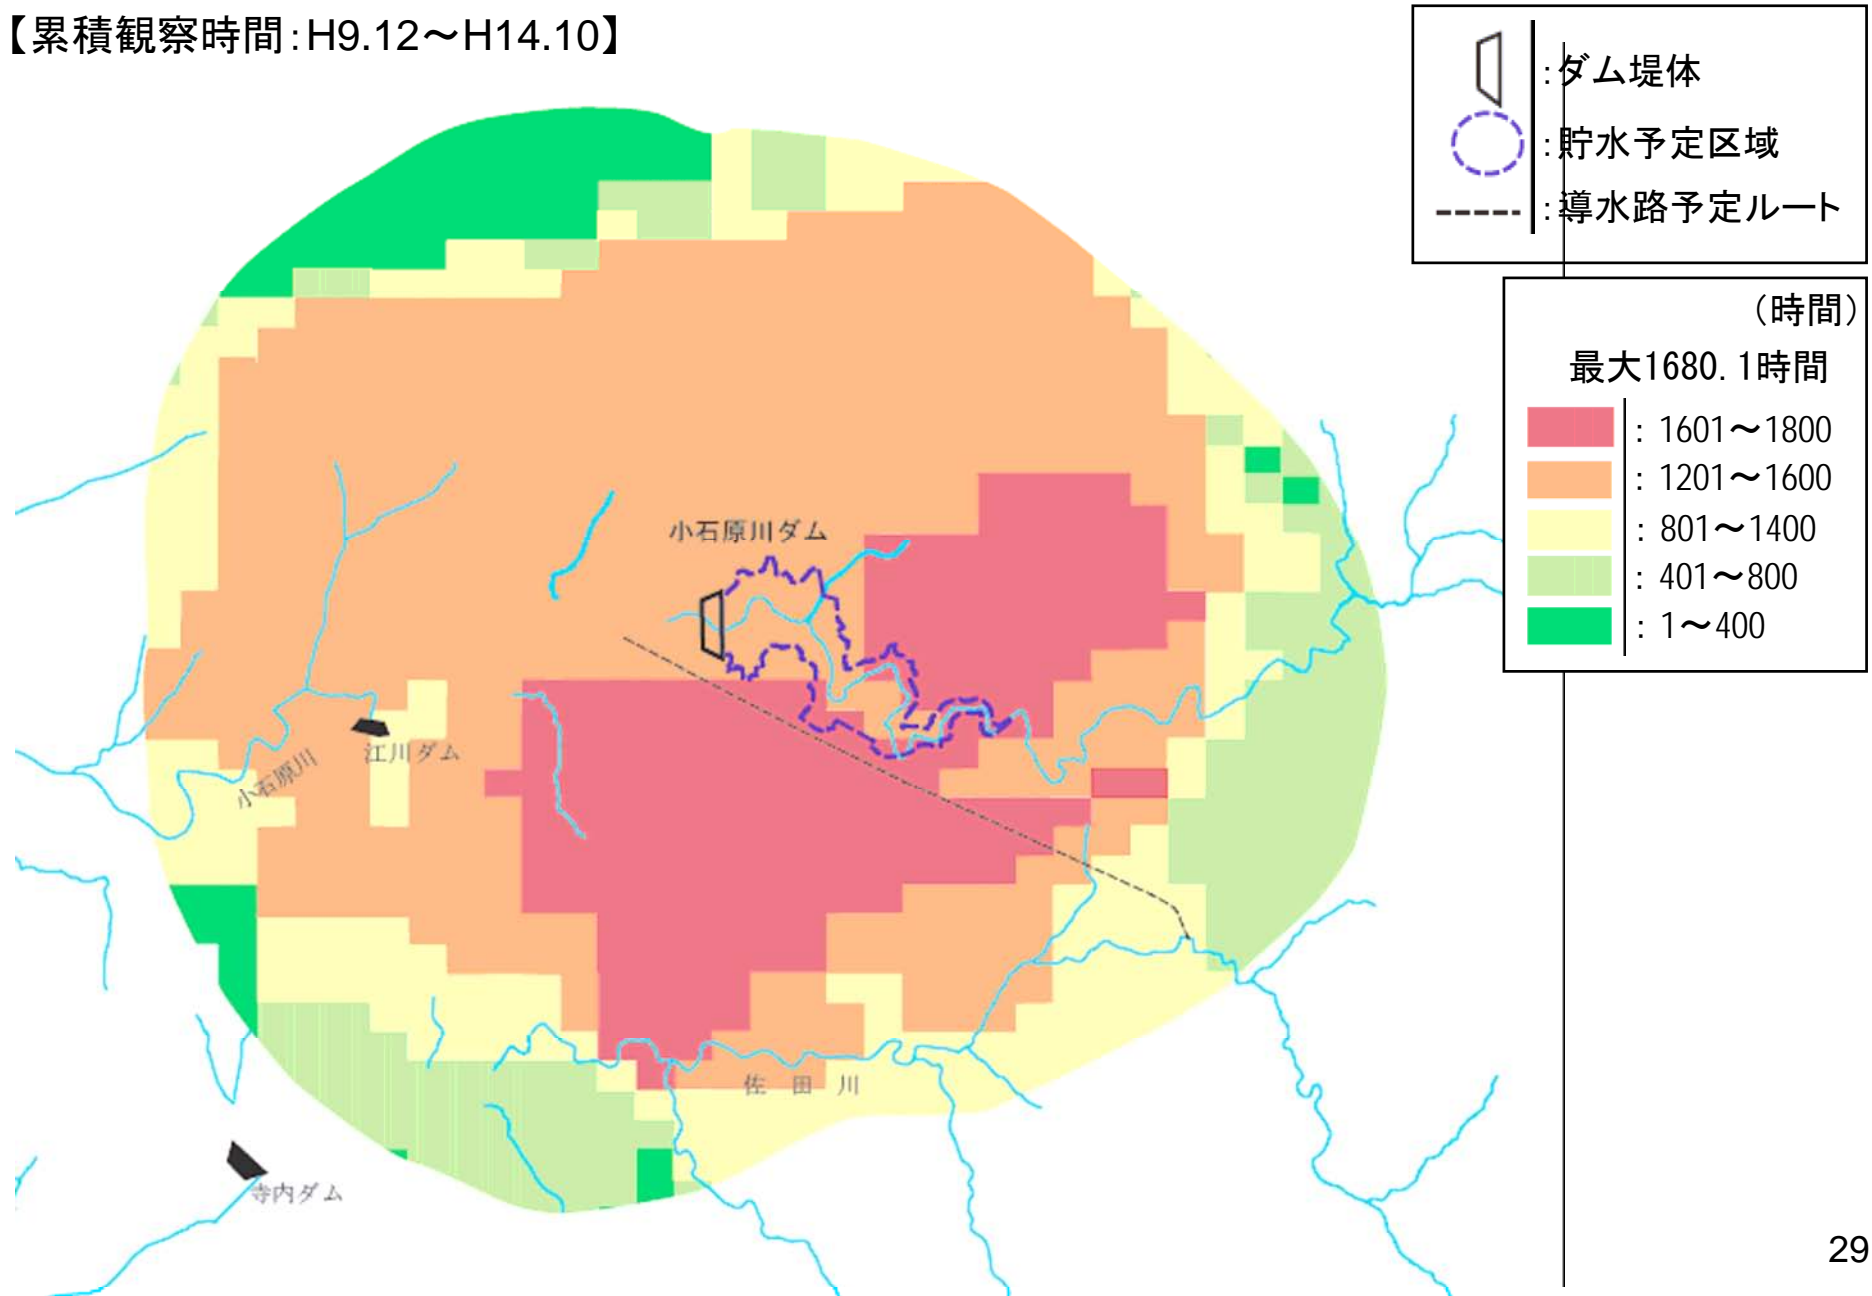 【累積観察時間：H9.12～H14.10】
：ダム堤体
：貯水予定区域
：導水路予定ルート
（時間）
最大1680.1時間
：1601～1800
：1201～1600
：801～1400
：401～800
：1～400
小石原川ダム
江川ダム
小石原川
佐田川
寺内ダム
29